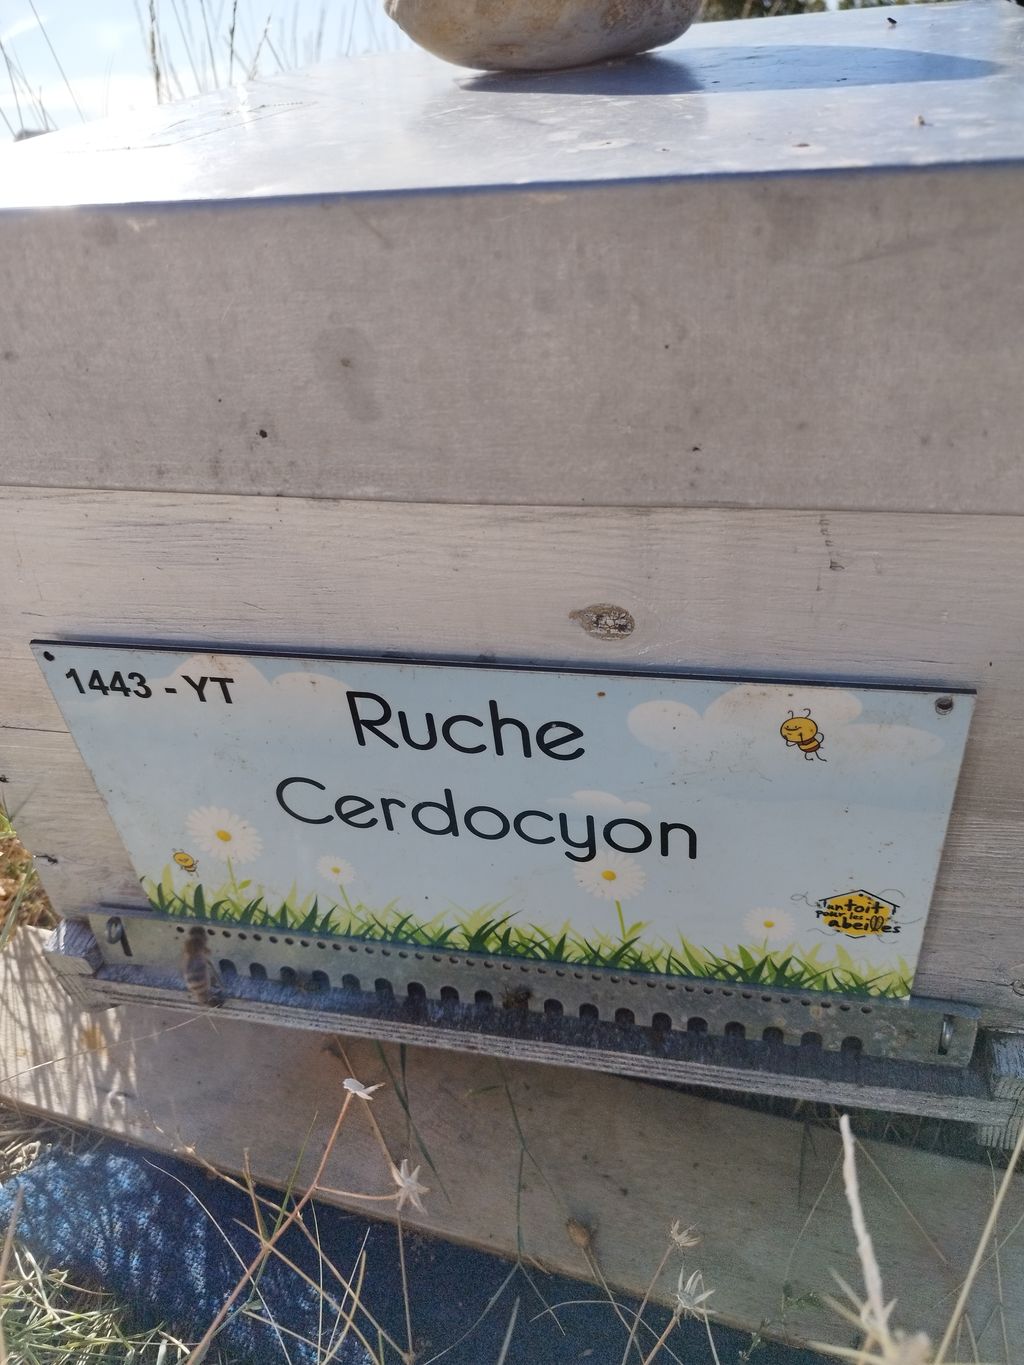 1443 - YT
Ruche
Cerdocyon
un toit
pour les
abeilles